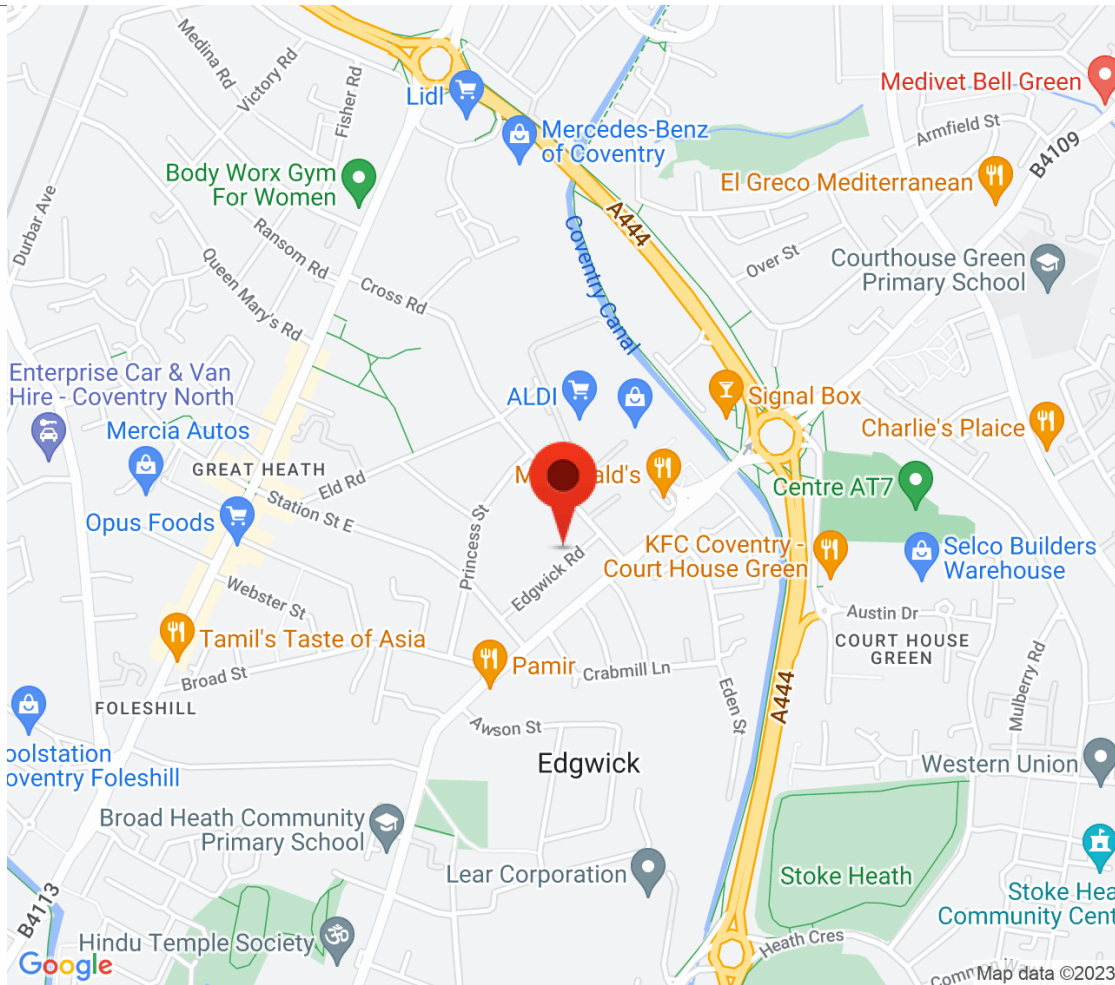 Medina Rd
Victory Rd
Fisher Rd
Lidl
Mercedes-Benz
of Coventry
Medivet Bell Green
Armfield St
B4109
El Greco Mediterranean
Body Worx Gym
For Women
Durbar Ave
Ransom Rd
Queen Mary's Rd
Cross Rd
A444
Coventry Canal
Over St
Courthouse Green
Primary School
Enterprise Car & Van
Hire - Coventry North
Mercia Autos
GREAT HEATH
ALDI
Signal Box
Charlie's Plaice
Eld Rd
Station St E
Opus Foods
Princess St
Centre AT7
KFC Coventry -
Court House Green
Selco Builders
Warehouse
Edgwick Rd
Webster St
Tamil's Taste of Asia
Broad St
Pamir
Crabmill Ln
Austin Dr
COURT HOUSE
GREEN
Mulberry Rd
Eden St
A444
FOLESHILL
Awson St
Edgwick
oolstation
oventry Foleshill
Western Union
Broad Heath Community
Primary School
Lear Corporation
Stoke Heath
Stoke Hea
Community Cent
B4113
Hindu Temple Society
Heath Cres
Google
Map data ©2023